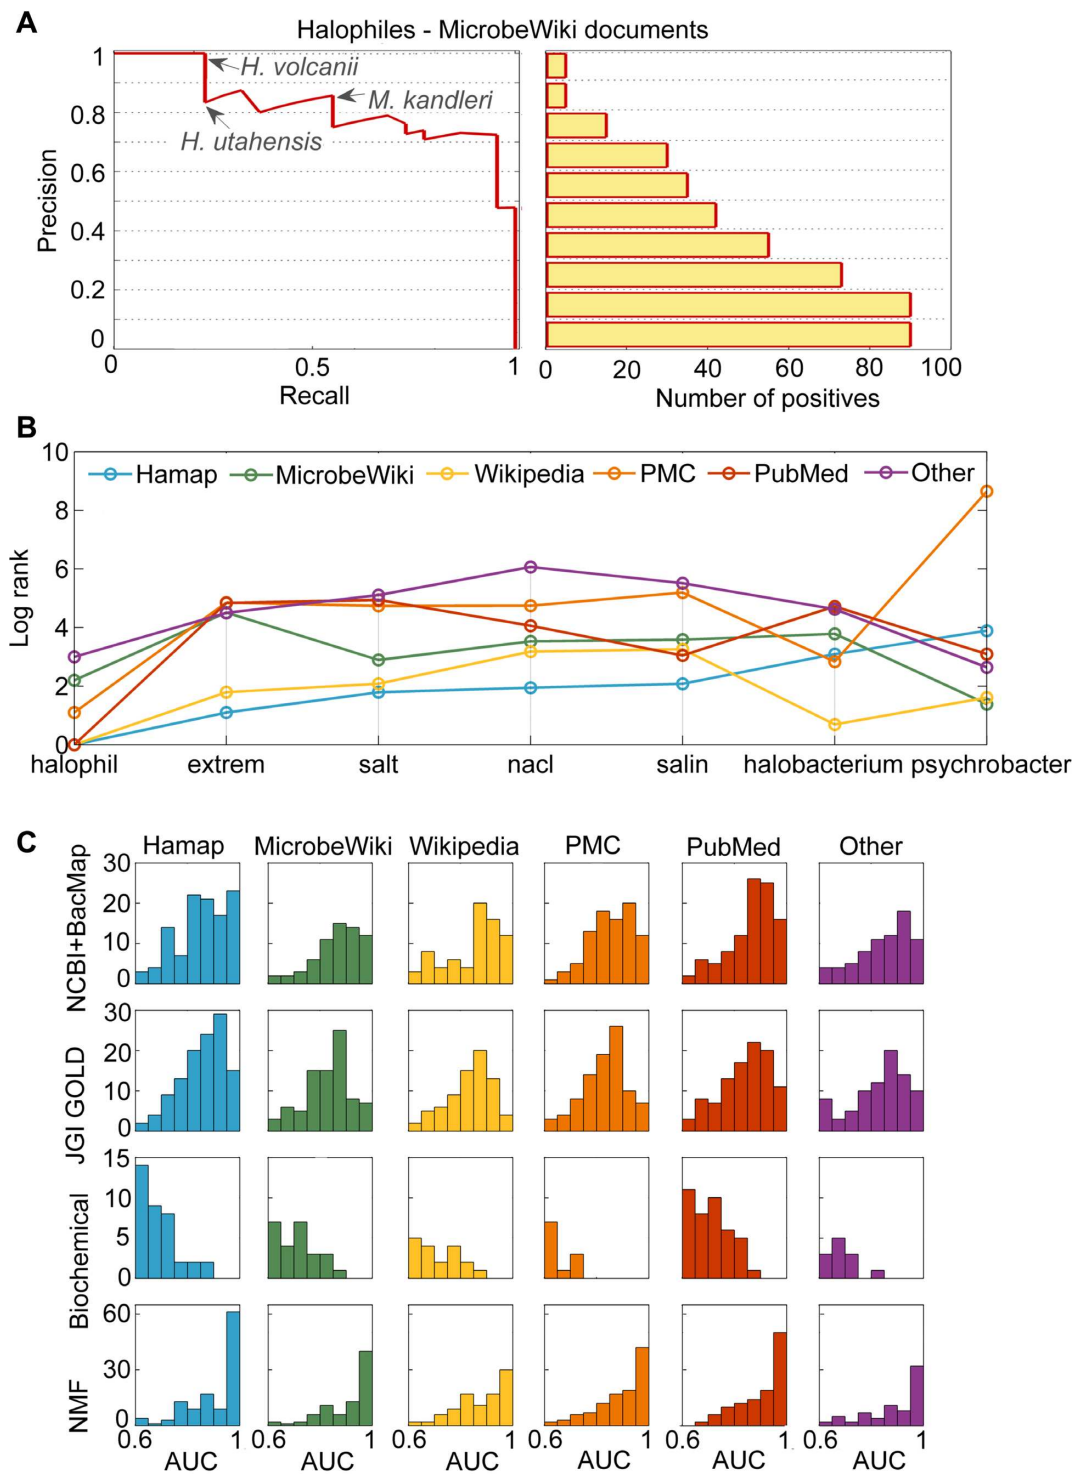 A
Halophiles - MicrobeWiki documents
1
0.8
0.6
0.4
0.2
0
Precision
H. volcanii
M. kandleri
H. utahensis
0 0.5 1
Recall
0 20 40 60 80 100
Number of positives
B
10
8
6
4
2
0
Log rank
Hamap MicrobeWiki Wikipedia PMC PubMed Other
halophil extrem salt nacl salin halobacterium psychrobacter
C
Hamap MicrobeWiki Wikipedia PMC PubMed Other
NCBI+BacMap
30
20
10
0
JGI GOLD
30
20
10
0
Biochemical
15
10
5
0
NMF
60
30
0
0.6 1 0.6 1 0.6 1 0.6 1 0.6 1 0.6 1
AUC AUC AUC AUC AUC AUC